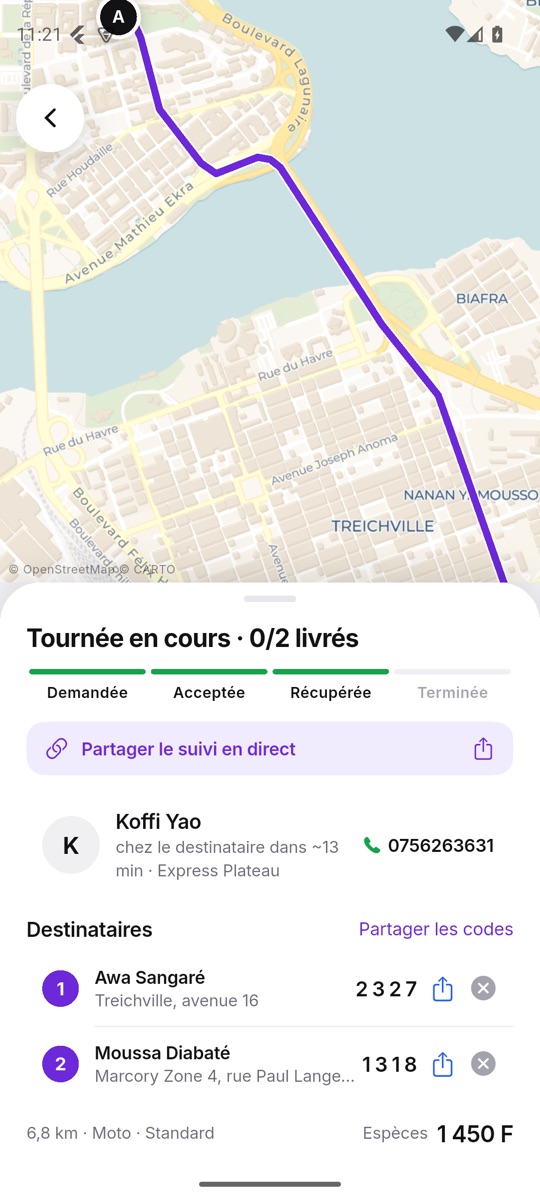 11:21
A
Boulevard Lagunaire
Rue Houdaille
Avenue Mathieu Ekra
BIAFRA
Rue du Havre
Rue du Havre
Avenue Joseph Anoma
TREICHVILLE
© OpenStreetMap © CARTO
Tournée en cours · 0/2 livrés
Demandée Acceptée Récupérée Terminée
Partager le suivi en direct
Koffi Yao
K
chez le destinataire dans ~13
min · Express Plateau
0756263631
Destinataires Partager les codes
1 Awa Sangaré 2327
Treichville, avenue 16
2 Moussa Diabaté 1318
Marcory Zone 4, rue Paul Lange...
6,8 km · Moto · Standard Espèces 1 450 F